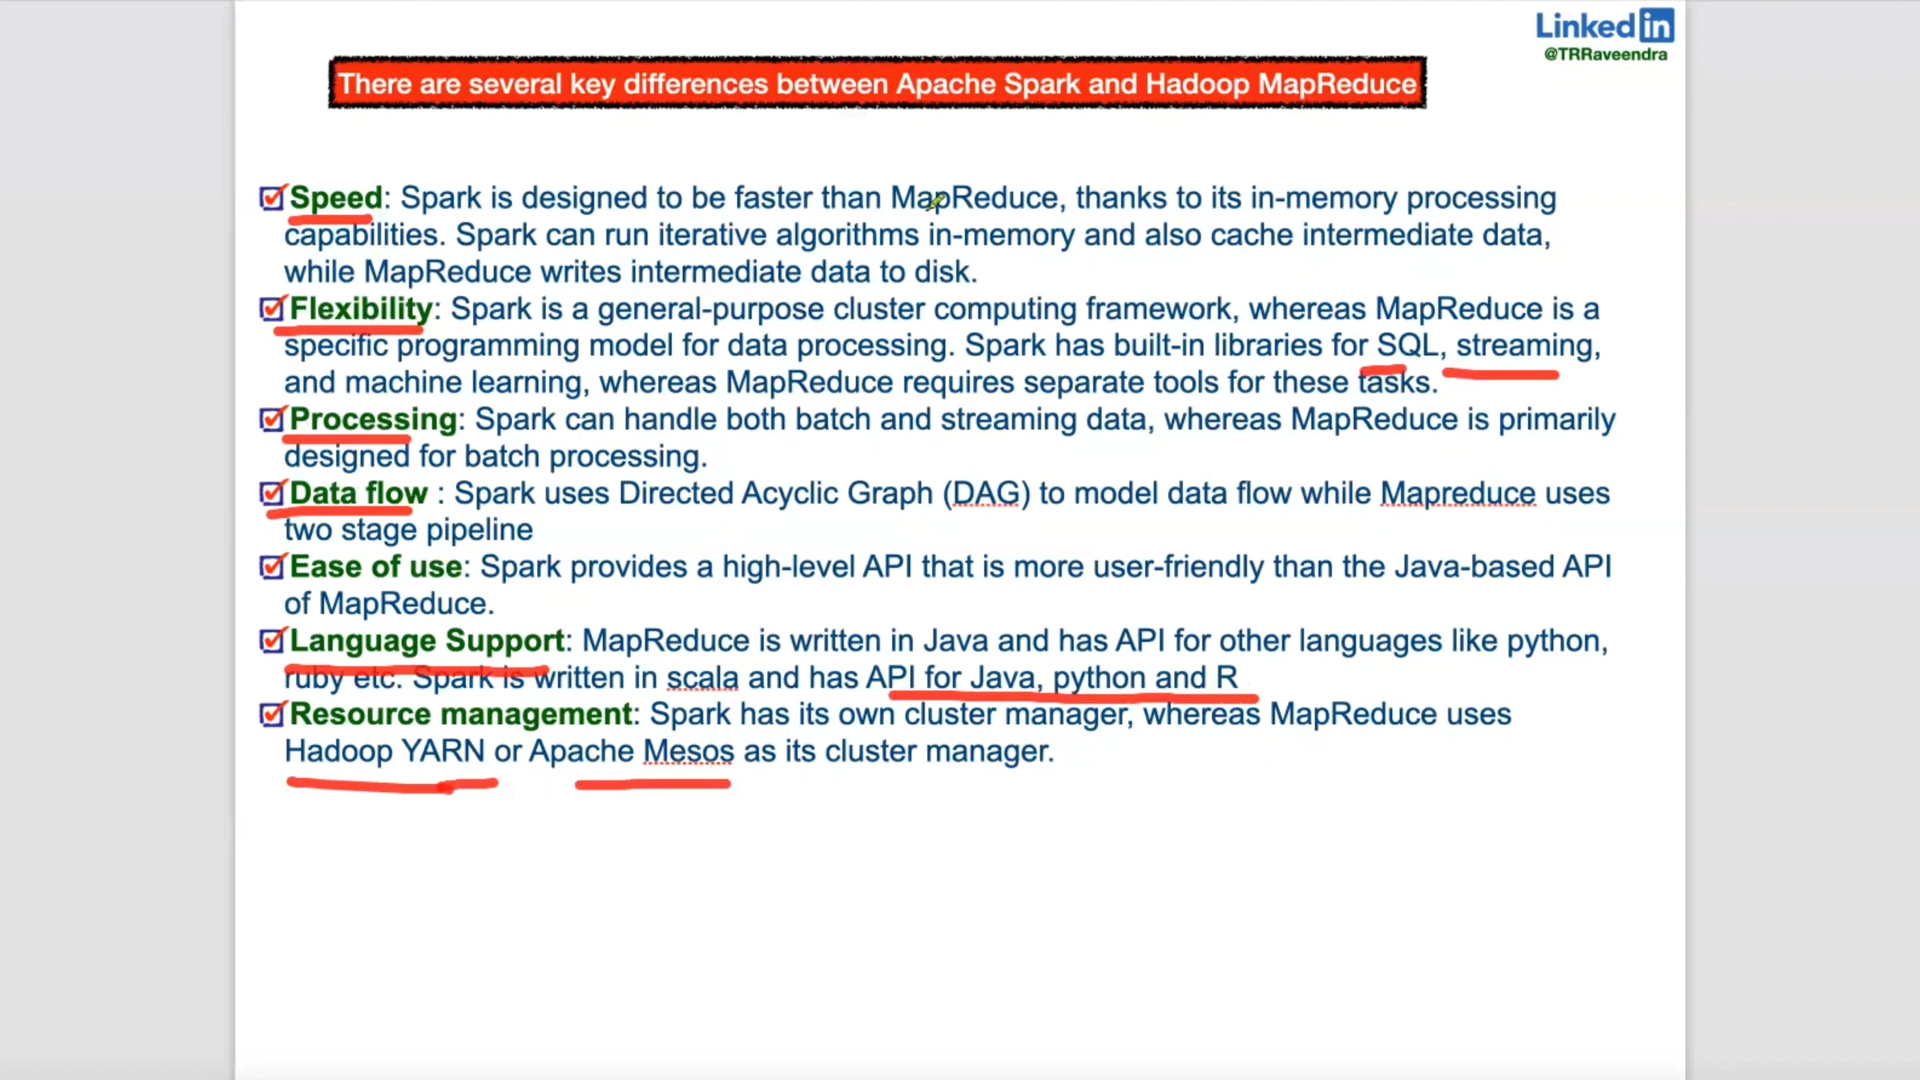 Linked in
@TRRaveendra
There are several key differences between Apache Spark and Hadoop MapReduce
Speed: Spark is designed to be faster than MapReduce, thanks to its in-memory processing
capabilities. Spark can run iterative algorithms in-memory and also cache intermediate data,
while MapReduce writes intermediate data to disk.
Flexibility: Spark is a general-purpose cluster computing framework, whereas MapReduce is a
specific programming model for data processing. Spark has built-in libraries for SQL, streaming,
and machine learning, whereas MapReduce requires separate tools for these tasks.
Processing: Spark can handle both batch and streaming data, whereas MapReduce is primarily
designed for batch processing.
Data flow : Spark uses Directed Acyclic Graph (DAG) to model data flow while Mapreduce uses
two stage pipeline
Ease of use: Spark provides a high-level API that is more user-friendly than the Java-based API
of MapReduce.
Language Support: MapReduce is written in Java and has API for other languages like python,
ruby etc. Spark is written in scala and has API for Java, python and R
Resource management: Spark has its own cluster manager, whereas MapReduce uses
Hadoop YARN or Apache Mesos as its cluster manager.